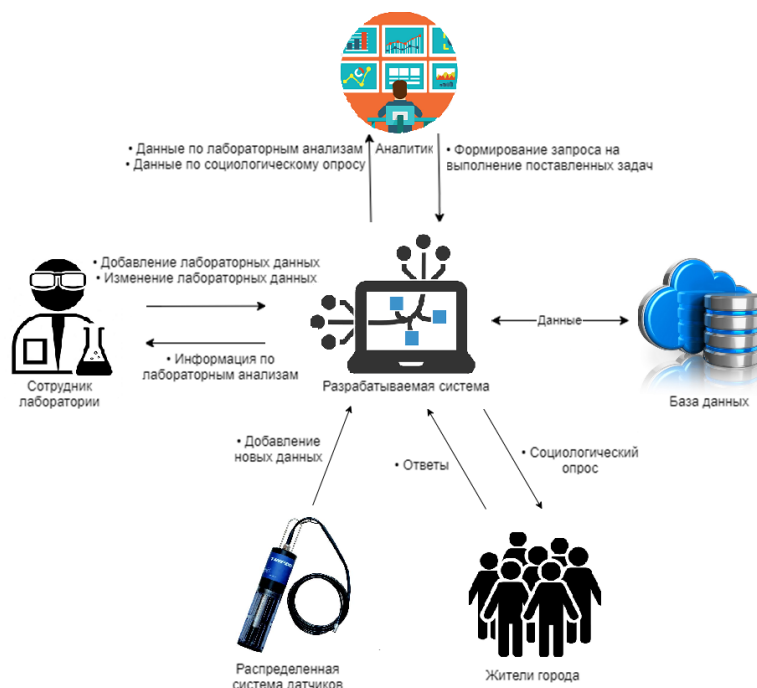 • Данные по лабораторным анализам
• Данные по социологическому опросу
Аналитик
• Формирование запроса на
выполнение поставленных задач
• Добавление лабораторных данных
• Изменение лабораторных данных
• Информация по
лабораторным анализам
Сотрудник
лаборатории
Разрабатываемая система
Данные
База данных
• Добавление
новых данных
• Ответы
• Социологический
опрос
Распределенная
система датчиков
Жители города